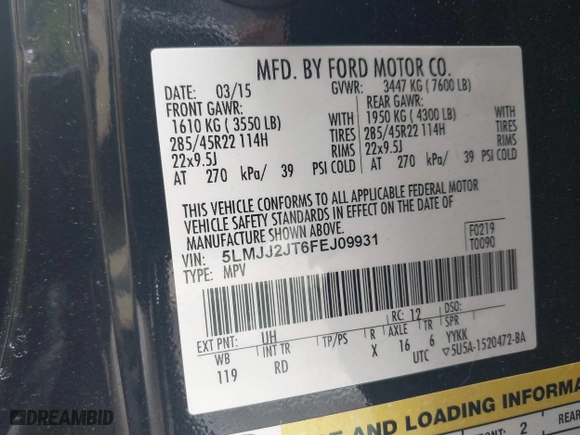 MFD. BY FORD MOTOR CO.
DATE: 03/15 GVWR: 3447 KG ( 7600 LB)
FRONT GAWR: REAR GAWR:
1610 KG ( 3550 LB) WITH 1950 KG ( 4300 LB) WITH
285/45R22 114H TIRES 285/45R22 114H TIRES
22x9.5J RIMS 22x9.5J RIMS
AT 270 kPa/ 39 PSI COLD AT 270 kPa/ 39 PSI COLD
THIS VEHICLE CONFORMS TO ALL APPLICABLE FEDERAL MOTOR
VEHICLE SAFETY STANDARDS IN EFFECT ON THE DATE OF
MANUFACTURE SHOWN ABOVE.
VIN: 5LMJJ2JT6FEJ09931 F0219
TYPE: MPV T0090
RC: 12 DSO:
EXT PNT: UH
WB INT TR TP/PS R AXLE TR SPR
119 RD X 16 6 YYKK
UTC 5U5A-1520472-BA
E AND LOADING INFORMA
ONT: 2 REAR
DREAMBID